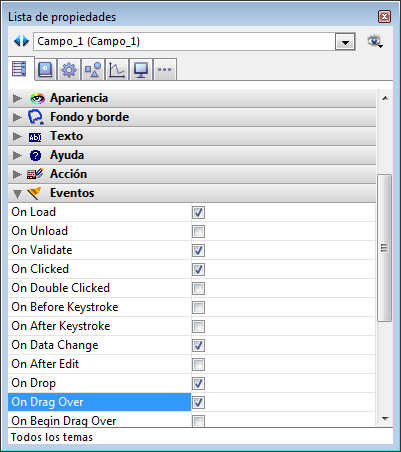 Lista de propiedades
Campo_1 (Campo_1)
Apariencia
Fondo y borde
Texto
Ayuda
Acción
Eventos
On Load
On Unload
On Validate
On Clicked
On Double Clicked
On Before Keystroke
On After Keystroke
On Data Change
On After Edit
On Drop
On Drag Over
On Begin Drag Over
Todos los temas